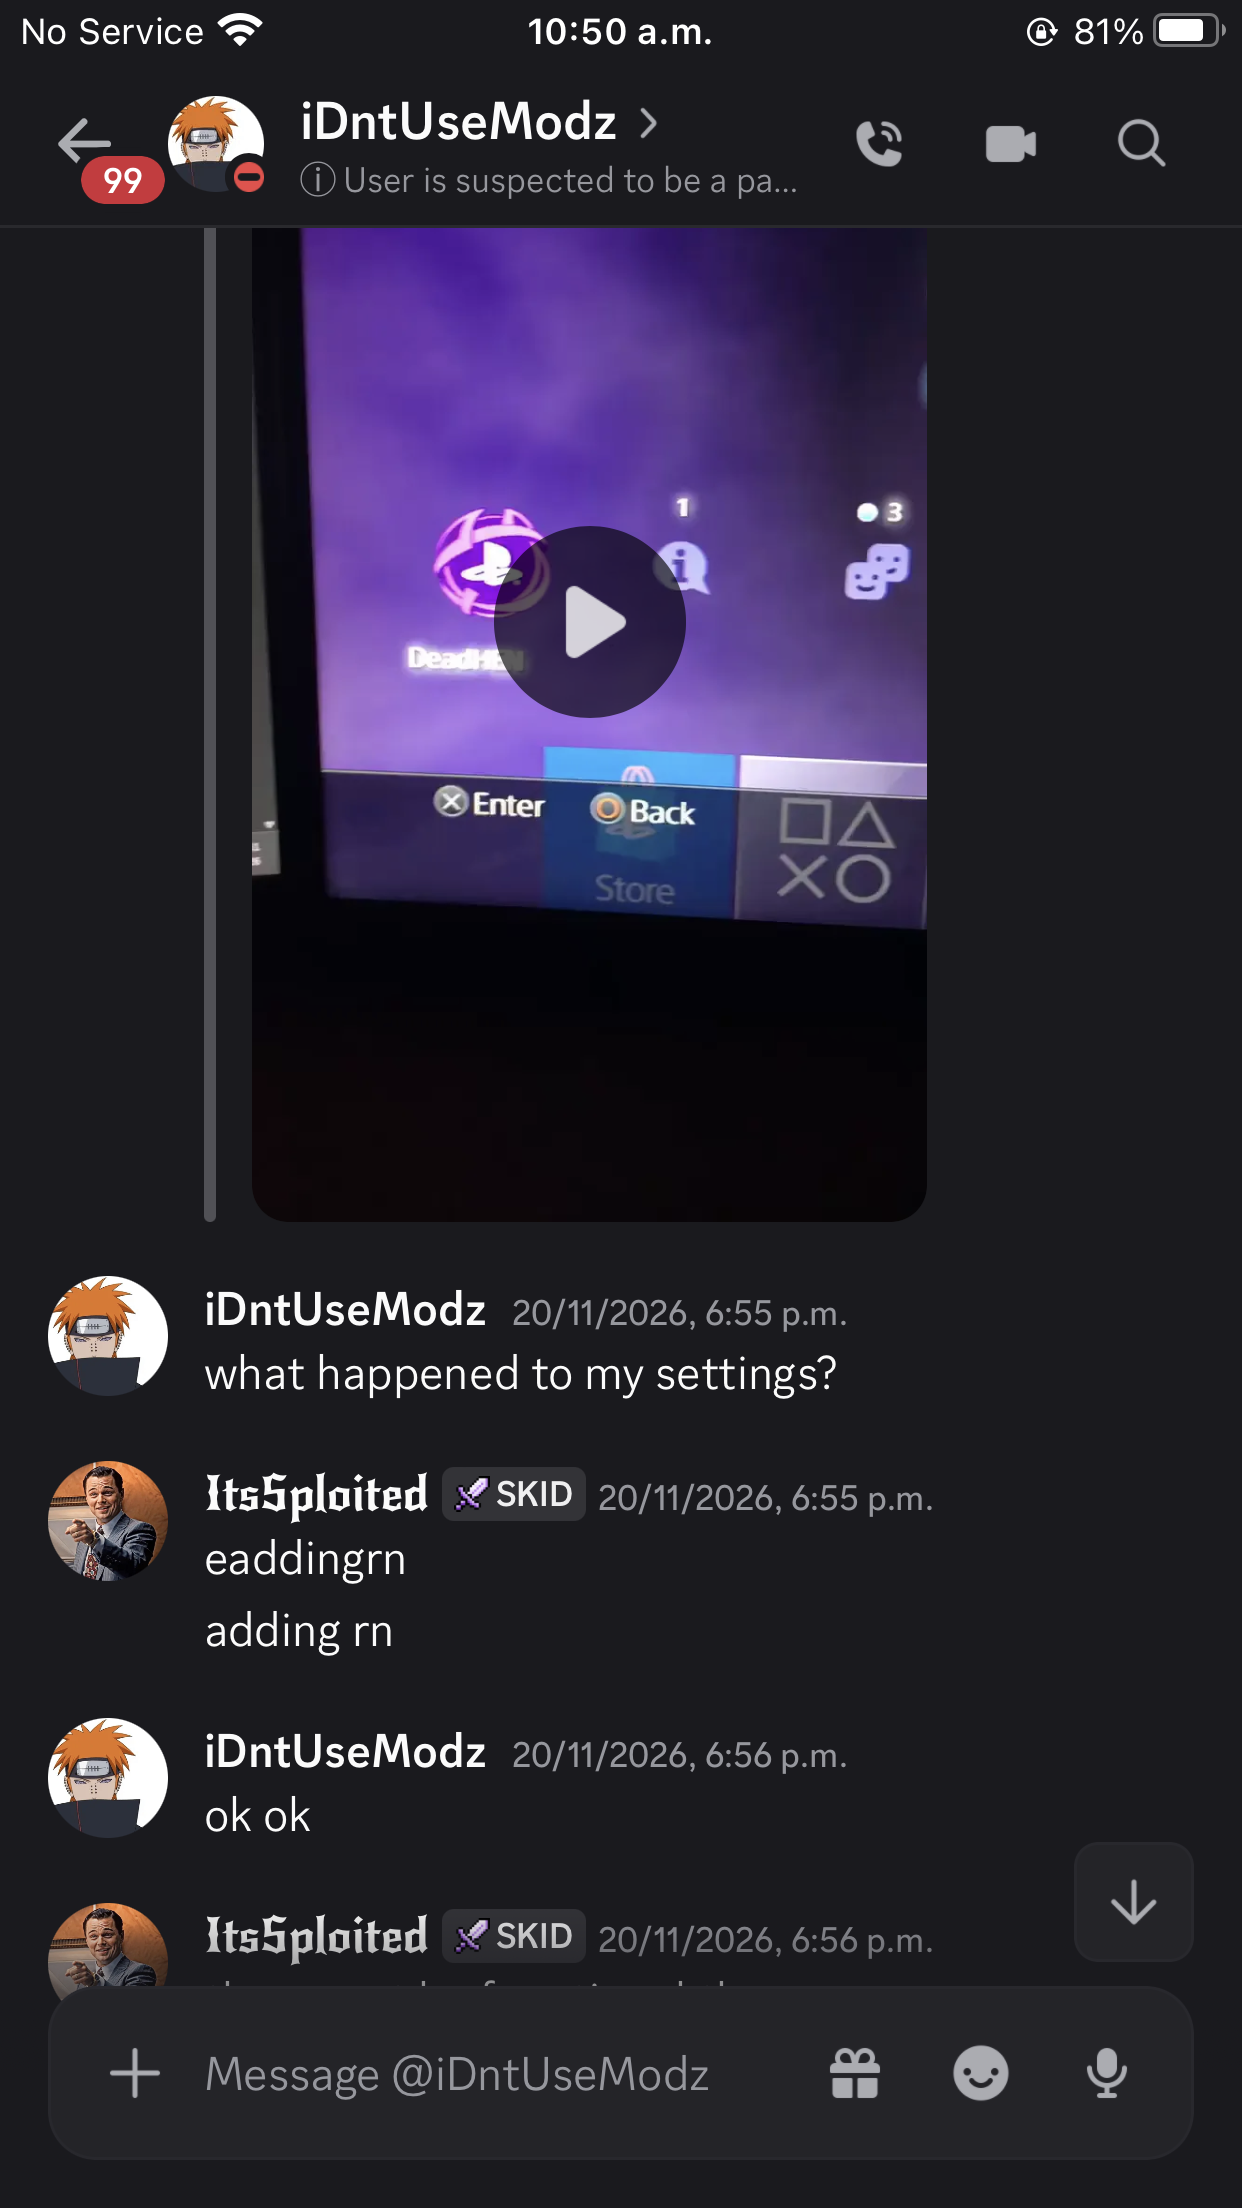 No Service
10:50 a.m.
81%
99
iDntUseModz
User is suspected to be a pa...
1
3
Enter
Back
Store
iDntUseModz 20/11/2026, 6:55 p.m.
what happened to my settings?
ItsSploited SKID 20/11/2026, 6:55 p.m.
eaddingrn
adding rn
iDntUseModz 20/11/2026, 6:56 p.m.
ok ok
ItsSploited SKID 20/11/2026, 6:56 p.m.
Message @iDntUseModz